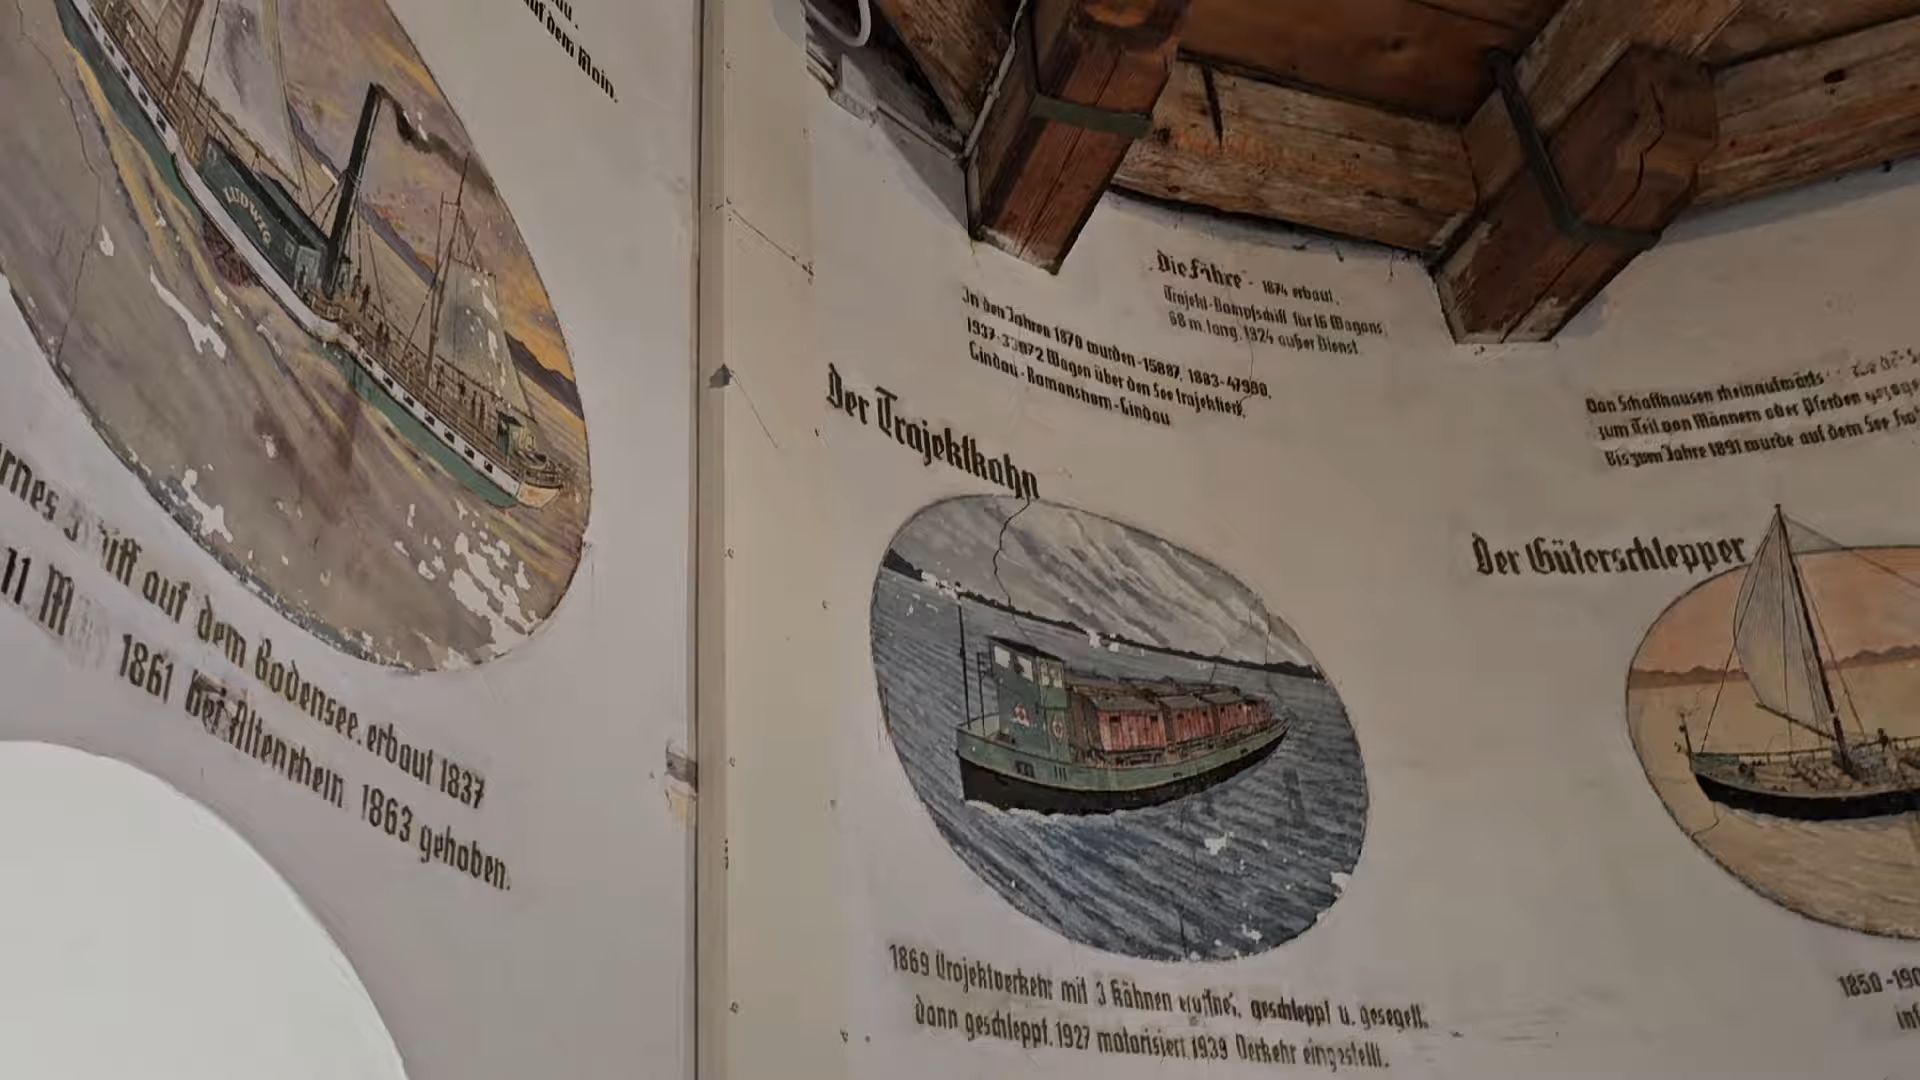 auf dem Main.
LUDWIG
auf dem Bodensee, erbaut 1837
11. 1861 bei Altenrhein 1863 gehoben.
Die Fähre - 1874 erbaut.
Trajekt-Dampfschiff für 16 Wagons
68 m. lang. 1924 außer Dienst
In den Jahren 1870 wurden - 15887, 1883 - 47980,
1937 - Wagen über den See trajektiert,
Lindau - Romanshorn - Lindau
Der Trajektkahn
1869 Trajektverkehr mit 3 Kähnen geschleppt u. gesegelt.
dann geschleppt. 1927 motorisiert 1939 Verkehr eingestellt.
Von Schaffhausen rheinaufwärts
zum Teil von Männern oder Pferden
Bis zum Jahre 1891 wurde auf dem See
Der Güterschlepper
1850 -